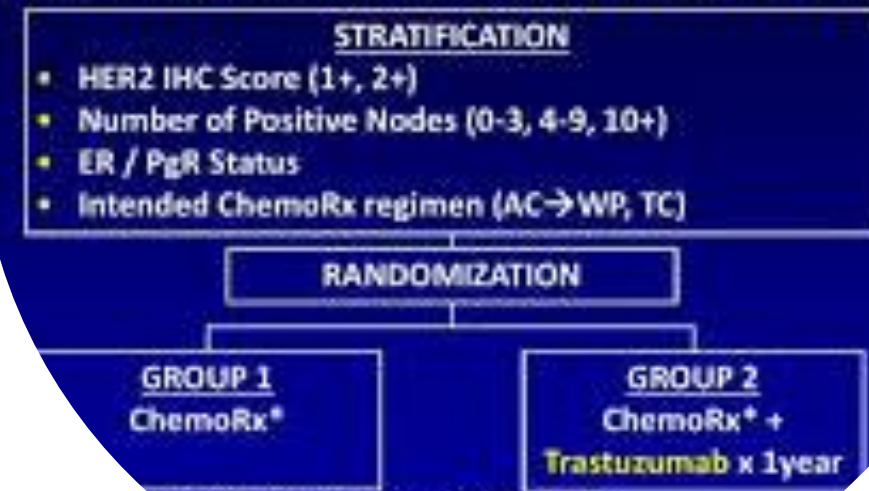 STRATIFICATION
• HER2 IHC Score (1+, 2+)
• Number of Positive Nodes (0-3, 4-9, 10+)
• ER / PgR Status
• Intended ChemoRx regimen (AC→WP, TC)
RANDOMIZATION
GROUP 1
ChemoRx*
GROUP 2
ChemoRx* +
Trastuzumab x 1year